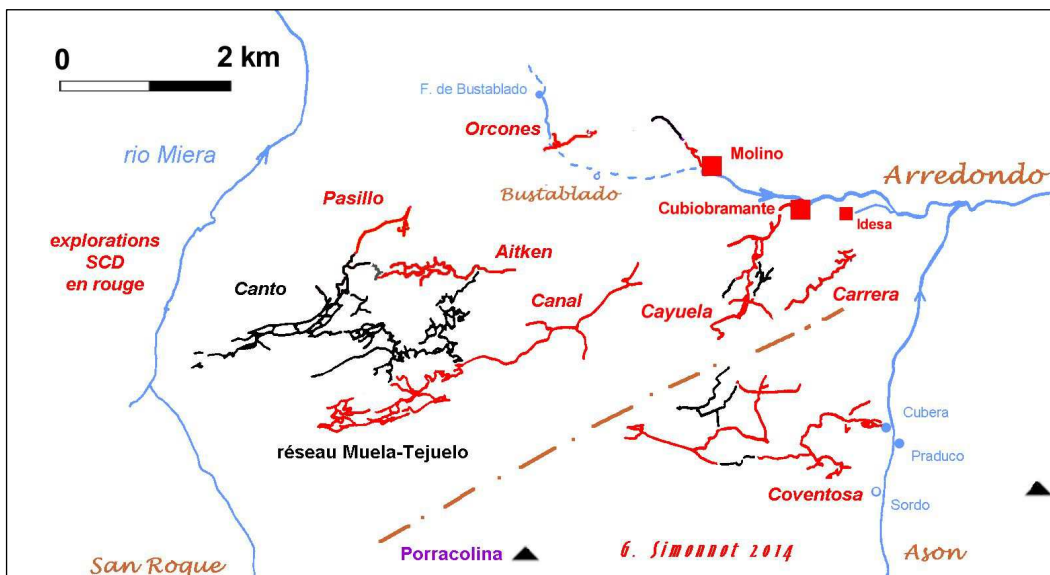 0 2 km
F. de Bustablado
Orcones
Molino
rio Miera
Bustablado
Arredondo
Pasillo
Cubiobramante
Idesa
explorations
SCD
en rouge
Aitken
Canto
Canal
Cayuela
Carrera
Cubera
réseau Muela-Tejuelo
Praduco
Coventosa
Sordo
Porracolina
G. Simonnot 2014
San Roque
Ason